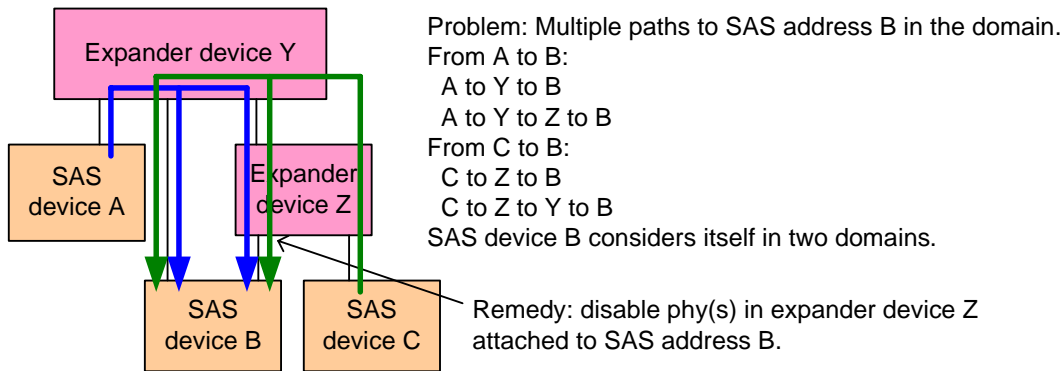 Expander device Y
SAS
device A
Expander
device Z
SAS
device B
SAS
device C
Problem: Multiple paths to SAS address B in the domain.
From A to B:
A to Y to B
A to Y to Z to B
From C to B:
C to Z to B
C to Z to Y to B
SAS device B considers itself in two domains.
Remedy: disable phy(s) in expander device Z
attached to SAS address B.